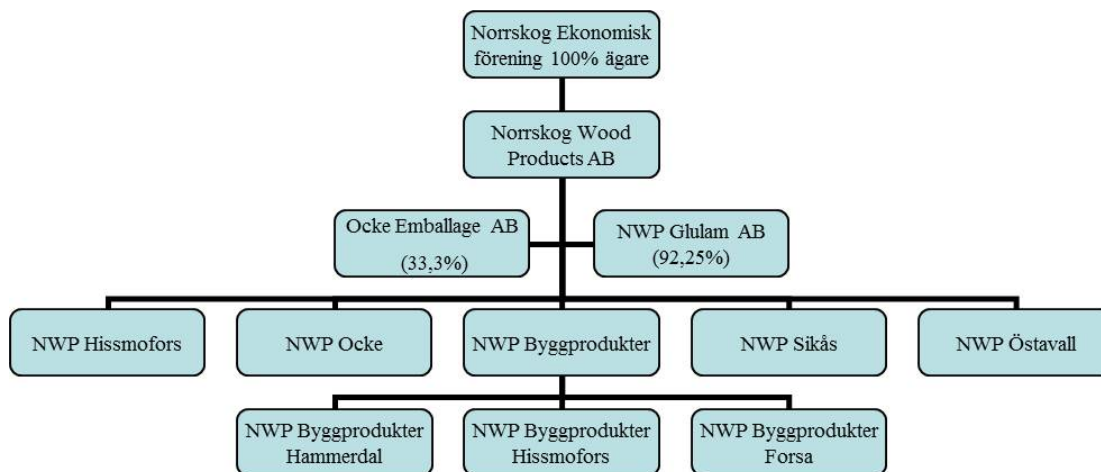 Norrskog Ekonomisk
förening 100% ägare
Norrskog Wood
Products AB
Ocke Emballage AB
(33,3%)
NWP Glulam AB
(92,25%)
NWP Hissmofors
NWP Ocke
NWP Byggprodukter
NWP Sikås
NWP Östavall
NWP Byggprodukter
Hammerdal
NWP Byggprodukter
Hissmofors
NWP Byggprodukter
Forsa